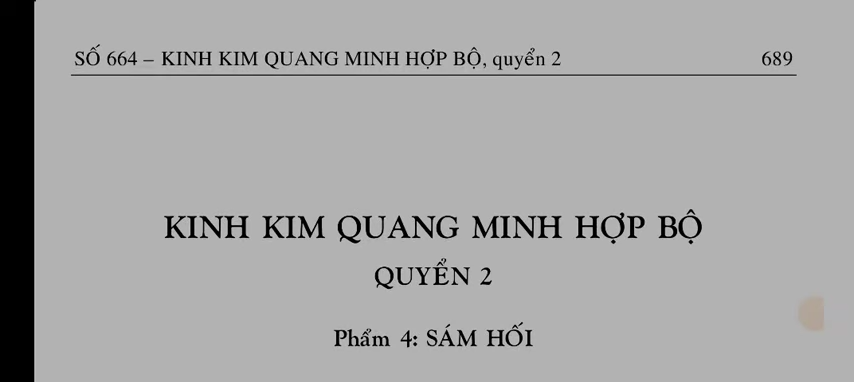 SỐ 664 – KINH KIM QUANG MINH HỢP BỘ, quyển 2 689
KINH KIM QUANG MINH HỢP BỘ
QUYỂN 2
Phẩm 4: SÁM HỐI